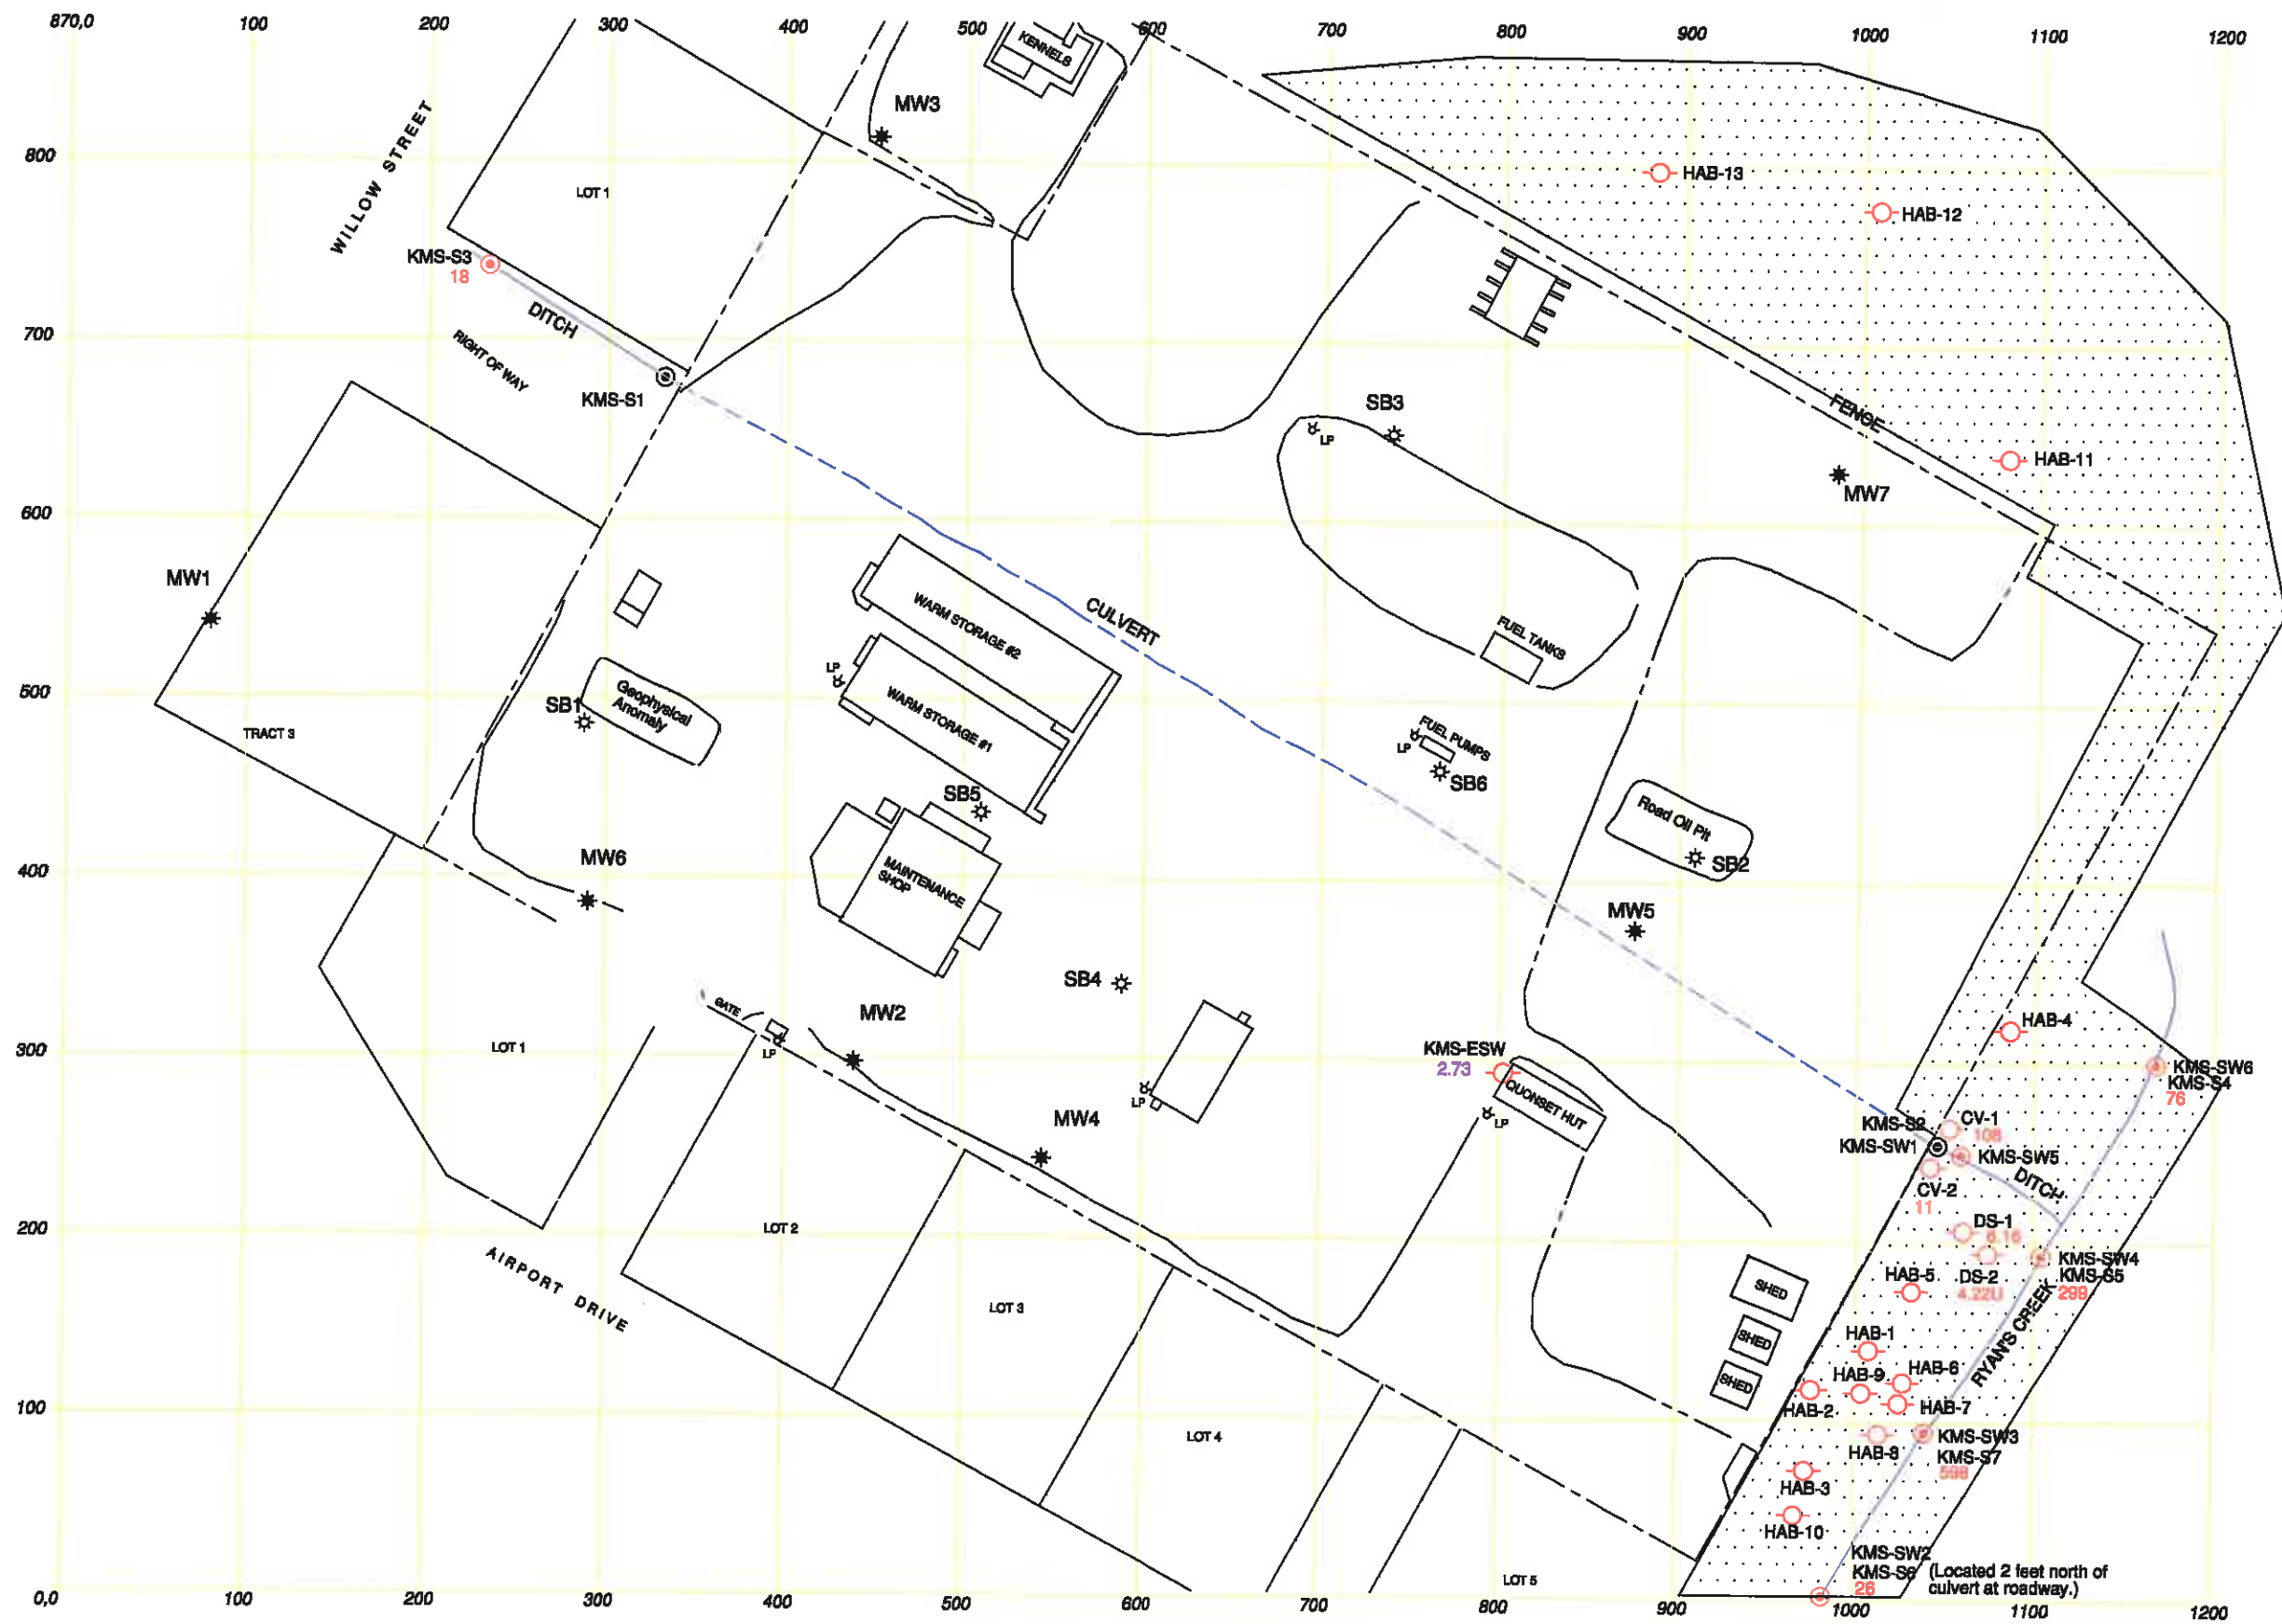 870,0 100 200 300 400 500 600 700 800 900 1000 1100 1200
KENNELS
MW3
WILLOW STREET
800
HAB-13
LOT 1
HAB-12
KMS-S3
18
DITCH
700
RIGHT OF WAY
KMS-S1
SB3
LP
FENCE
HAB-11
MW7
600
MW1
WARM STORAGE #2
CULVERT
FUEL TANKS
LP
500
Geophysical
Anomaly
SB1
WARM STORAGE #1
TRACT 3
FUEL PUMPS
LP
SB6
SB5
Road Oil Pit
SB2
400
MW6
MAINTENANCE
SHOP
MW5
SB4
GATE
MW2
LP
300
LOT 1
HAB-4
KMS-ESW
2.73
QUONSET HUT
LP
LP
KMS-SW6
KMS-S4
76
MW4
KMS-S2
KMS-SW1
CV-1
108
KMS-SW5
DITCH
CV-2
11
200
LOT 2
DS-1
6.16
AIRPORT DRIVE
KMS-SW4
KMS-S5
299
HAB-5
DS-2
4.22U
SHED
LOT 3
RYAN'S CREEK
SHED
HAB-1
HAB-6
HAB-9
SHED
100
HAB-2
HAB-7
LOT 4
KMS-SW3
KMS-S7
598
HAB-8
HAB-3
HAB-10
KMS-SW2
KMS-S6
26
(Located 2 feet north of
culvert at roadway.)
LOT 5
0,0 100 200 300 400 500 600 700 800 900 1000 1100 1200